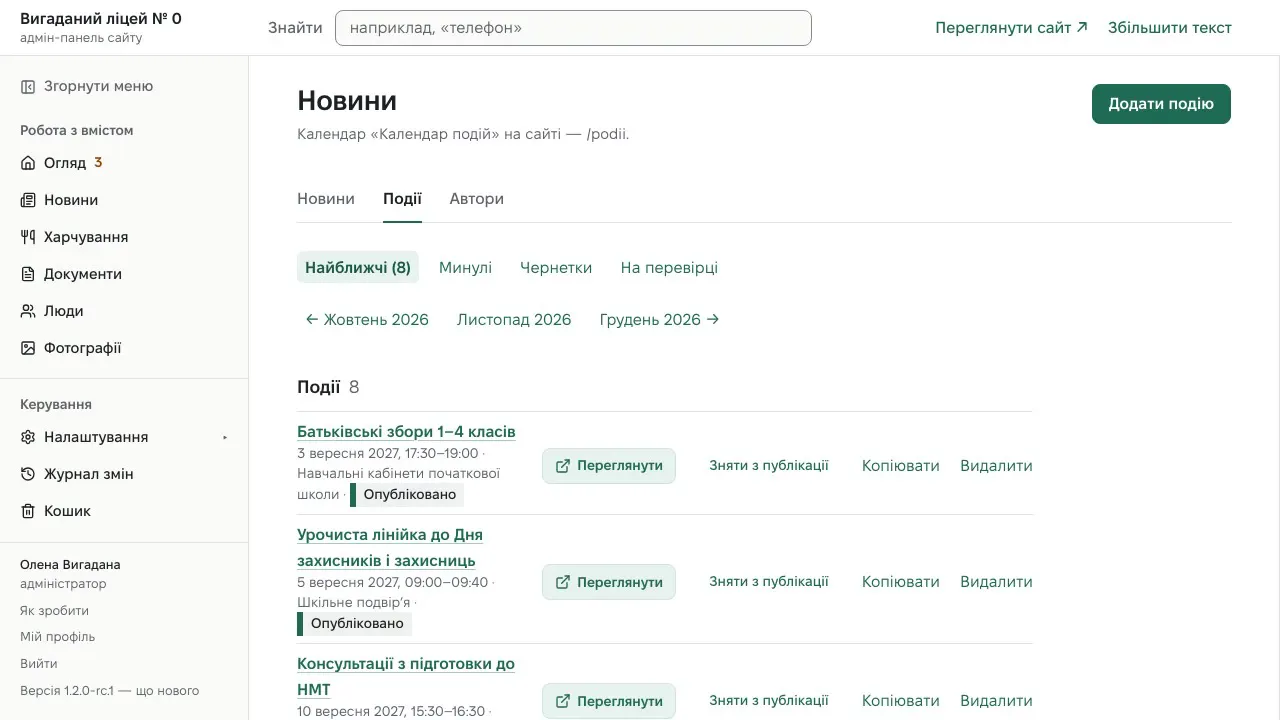 Вигаданий ліцей № 0
адмін-панель сайту
Знайти
наприклад, «телефон»
Переглянути сайт ↗
Збільшити текст
Згорнути меню
Робота з вмістом
Огляд 3
Новини
Харчування
Документи
Люди
Фотографії
Керування
Налаштування ▸
Журнал змін
Кошик
Олена Вигадана
адміністратор
Як зробити
Мій профіль
Вийти
Версія 1.2.0-rc.1 — що нового
Новини
Календар «Календар подій» на сайті — /podii.
Додати подію
Новини Події Автори
Найближчі (8) Минулі Чернетки На перевірці
← Жовтень 2026 Листопад 2026 Грудень 2026 →
Події 8
Батьківські збори 1–4 класів
3 вересня 2027, 17:30–19:00 ·
Навчальні кабінети початкової
школи · Опубліковано
Переглянути Зняти з публікації Копіювати Видалити
Урочиста лінійка до Дня
захисників і захисниць
5 вересня 2027, 09:00–09:40 ·
Шкільне подвір’я ·
Опубліковано
Переглянути Зняти з публікації Копіювати Видалити
Консультації з підготовки до
НМТ
10 вересня 2027, 15:30–16:30 ·
Переглянути Зняти з публікації Копіювати Видалити